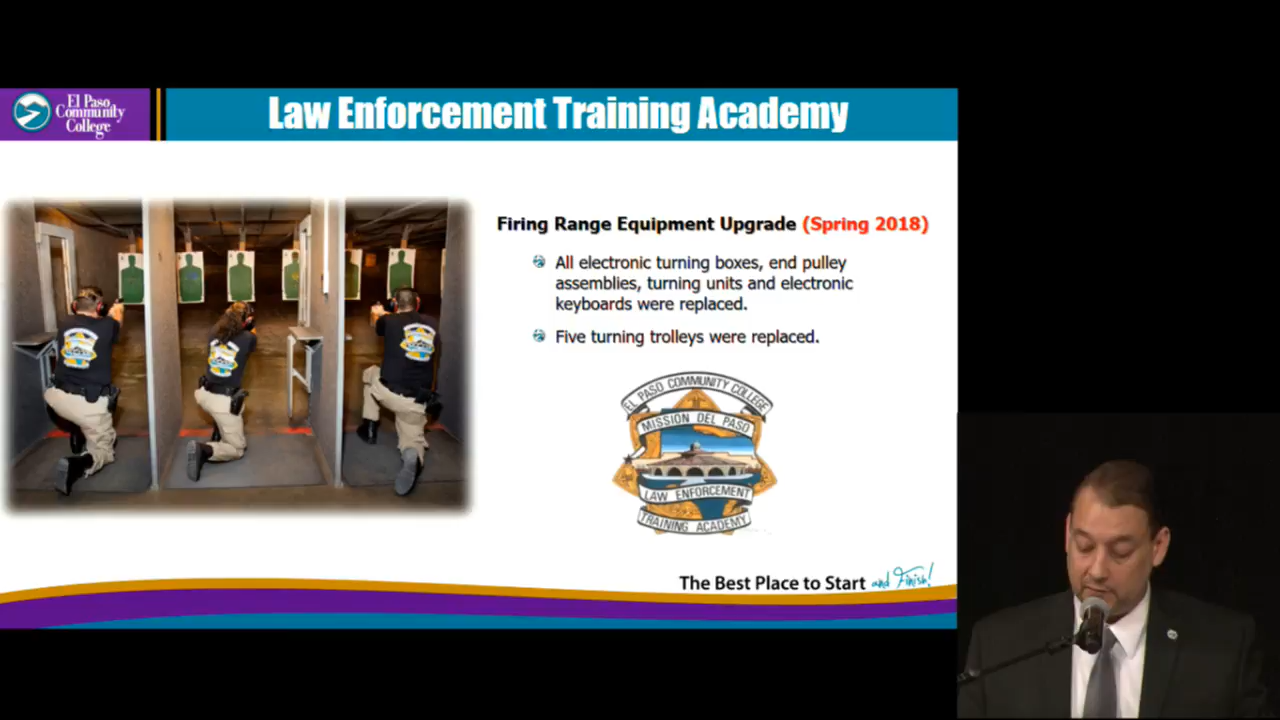 El Paso
Community
College
Law Enforcement Training Academy
Firing Range Equipment Upgrade (Spring 2018)
All electronic turning boxes, end pulley
assemblies, turning units and electronic
keyboards were replaced.
Five turning trolleys were replaced.
EL PASO COMMUNITY COLLEGE
MISSION DEL PASO
LAW ENFORCEMENT
TRAINING ACADEMY
The Best Place to Start and Finish!